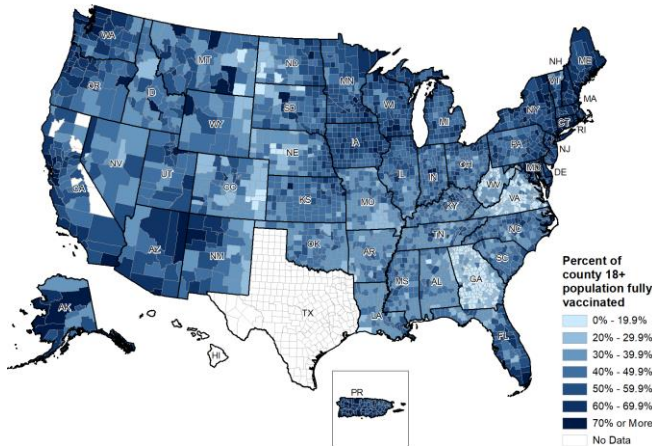 WA
MT
ND
MN
OR
ID
SD
WI
MI
WY
NE
IA
NV
UT
CO
KS
MO
IL
IN
OH
KY
WV
VA
PA
NY
NH
VT
ME
MA
CT
RI
NJ
DE
MD
CA
AZ
NM
OK
AR
TN
NC
SC
MS
AL
GA
LA
FL
TX
AK
HI
PR
Percent of
county 18+
population fully
vaccinated
0% - 19.9%
20% - 29.9%
30% - 39.9%
40% - 49.9%
50% - 59.9%
60% - 69.9%
70% or More
No Data